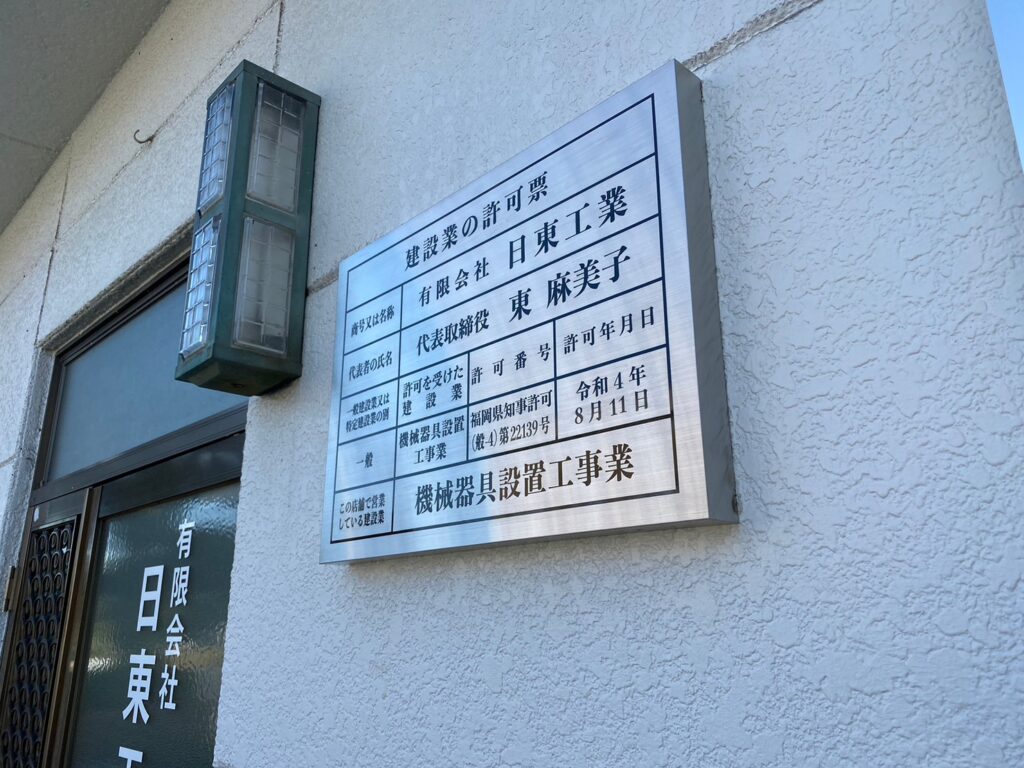 建設業の許可票
商号又は名称
有限会社 日東工業
代表者の氏名
代表取締役 東 麻美子
一般建設業又は
特定建設業の別
許可を受けた
建設業
許可番号
許可年月日
一般
機械器具設置
工事業
福岡県知事許可
(般-4)第22139号
令和4年
8月11日
この店舗で営業
している建設業
機械器具設置工事業
有限会社
日東工